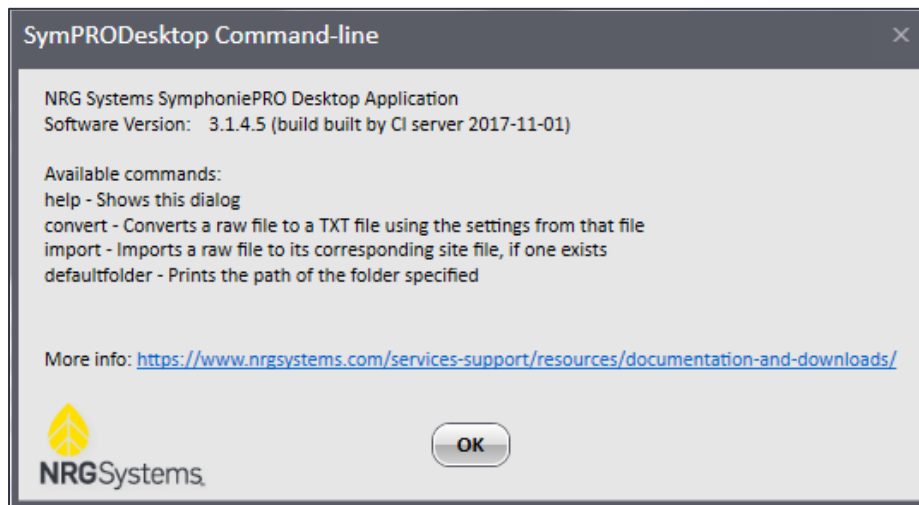 SymPRODesktop Command-line
NRG Systems SymphoniePRO Desktop Application
Software Version: 3.1.4.5 (build built by CI server 2017-11-01)
Available commands:
help - Shows this dialog
convert - Converts a raw file to a TXT file using the settings from that file
import - Imports a raw file to its corresponding site file, if one exists
defaultfolder - Prints the path of the folder specified
More info: https://www.nrgsystems.com/services-support/resources/documentation-and-downloads/
OK
NRGSystems